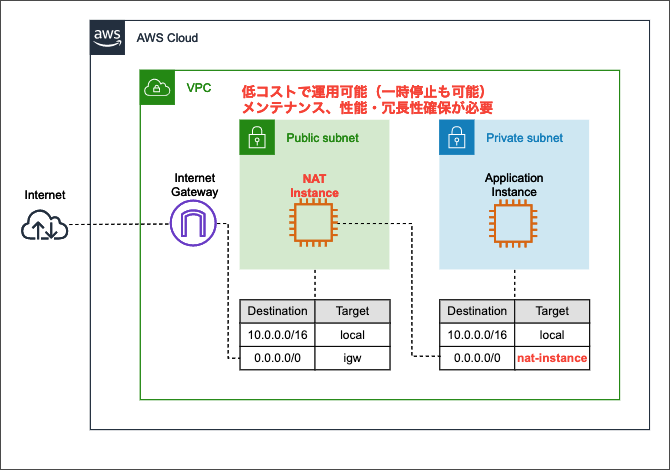 aws
AWS Cloud
VPC
低コストで運用可能（一時停止も可能）
メンテナンス、性能・冗長性確保が必要
Public subnet
Private subnet
Internet
Internet
Gateway
NAT
Instance
Application
Instance
Destination Target
10.0.0.0/16 local
0.0.0.0/0 igw
Destination Target
10.0.0.0/16 local
0.0.0.0/0 nat-instance